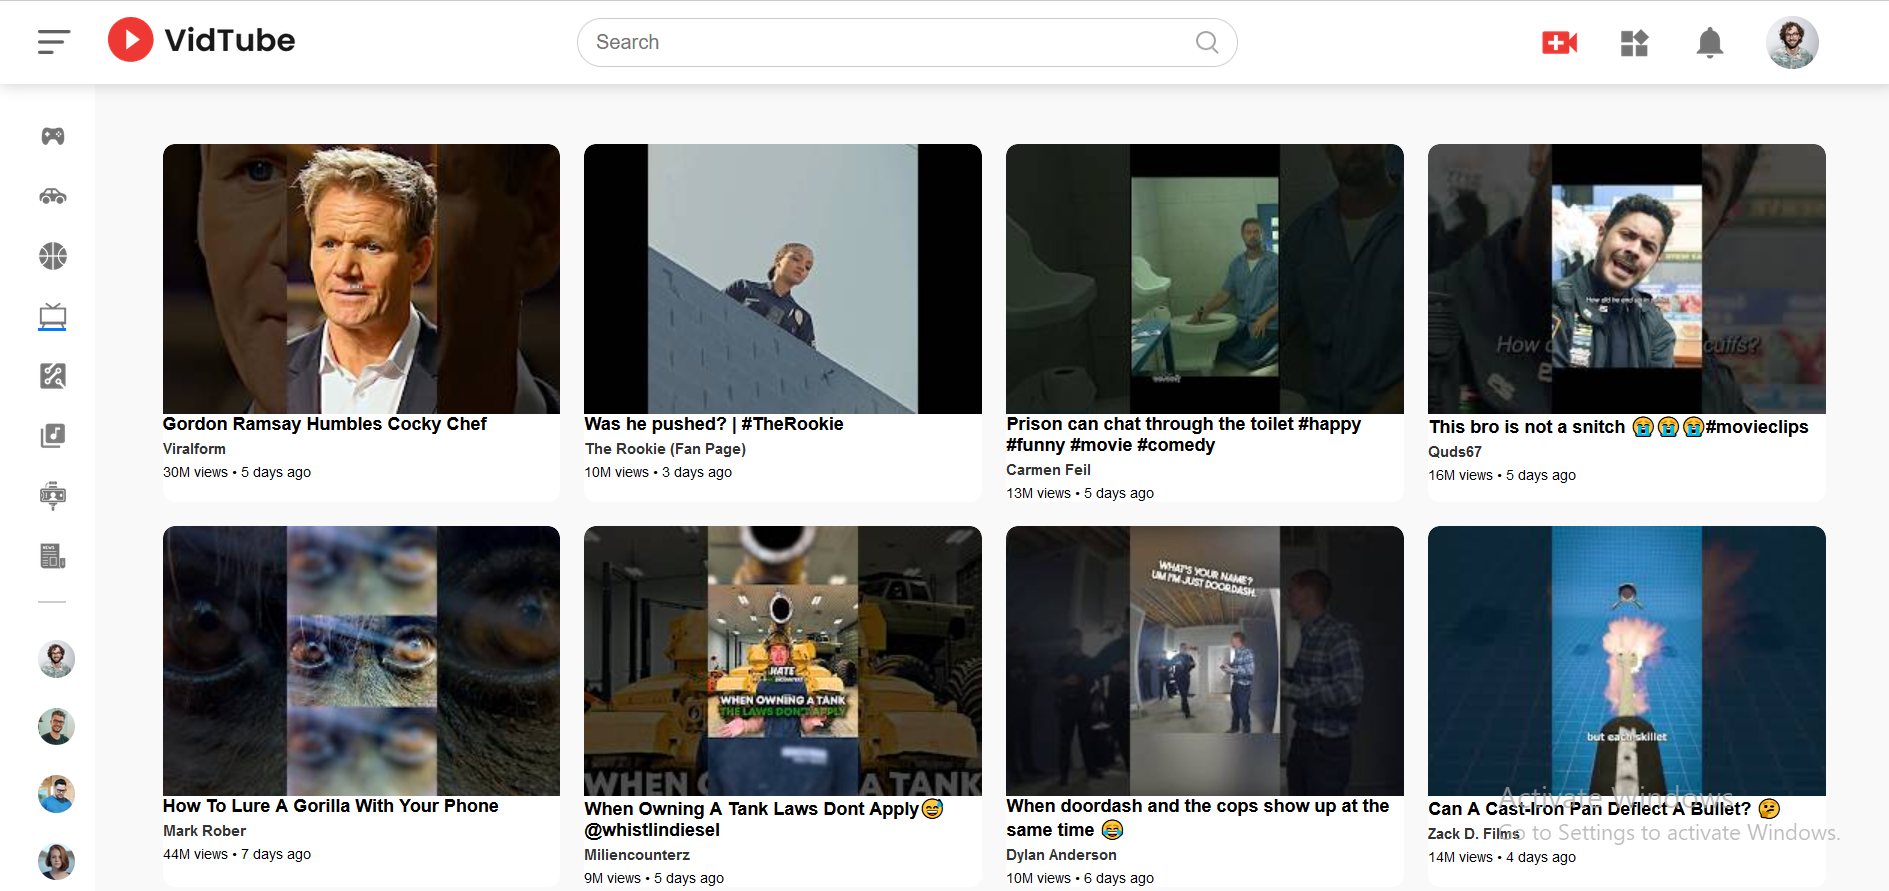 VidTube
Search
Gordon Ramsay Humbles Cocky Chef
Viralform
30M views • 5 days ago
Was he pushed? | #TheRookie
The Rookie (Fan Page)
10M views • 3 days ago
Prison can chat through the toilet #happy
#funny #movie #comedy
Carmen Feil
13M views • 5 days ago
How
cuffs?
This bro is not a snitch 😭😭😭#movieclips
Quds67
16M views • 5 days ago
NEWS
How To Lure A Gorilla With Your Phone
Mark Rober
44M views • 7 days ago
HATE
WHEN OWNING A TANK
THE LAWS DON'T APPLY
WHEN
A TANK
When Owning A Tank Laws Dont Apply😅
@whistlindiesel
Miliencounterz
9M views • 5 days ago
WHAT'S YOUR NAME?
UM I'M JUST DOORDASH.
When doordash and the cops show up at the
same time 😂
Dylan Anderson
10M views • 6 days ago
but each skillet
Can A Cast-Iron Pan Deflect A Bullet? 🤔
Zack D. Films
14M views • 4 days ago
Activate Windows
Go to Settings to activate Windows.